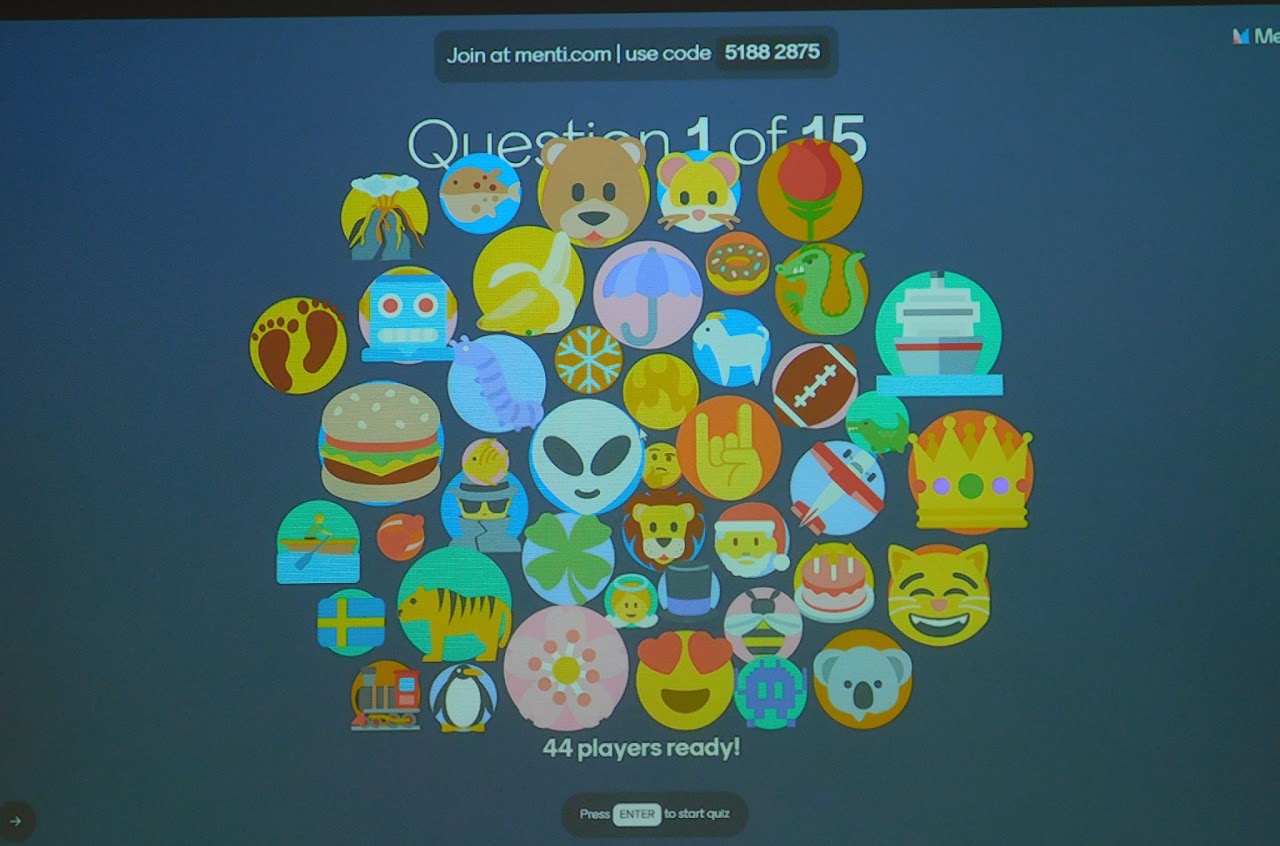 Join at menti.com | use code 5188 2875
Question 1 of 15
44 players ready!
Press ENTER to start quiz